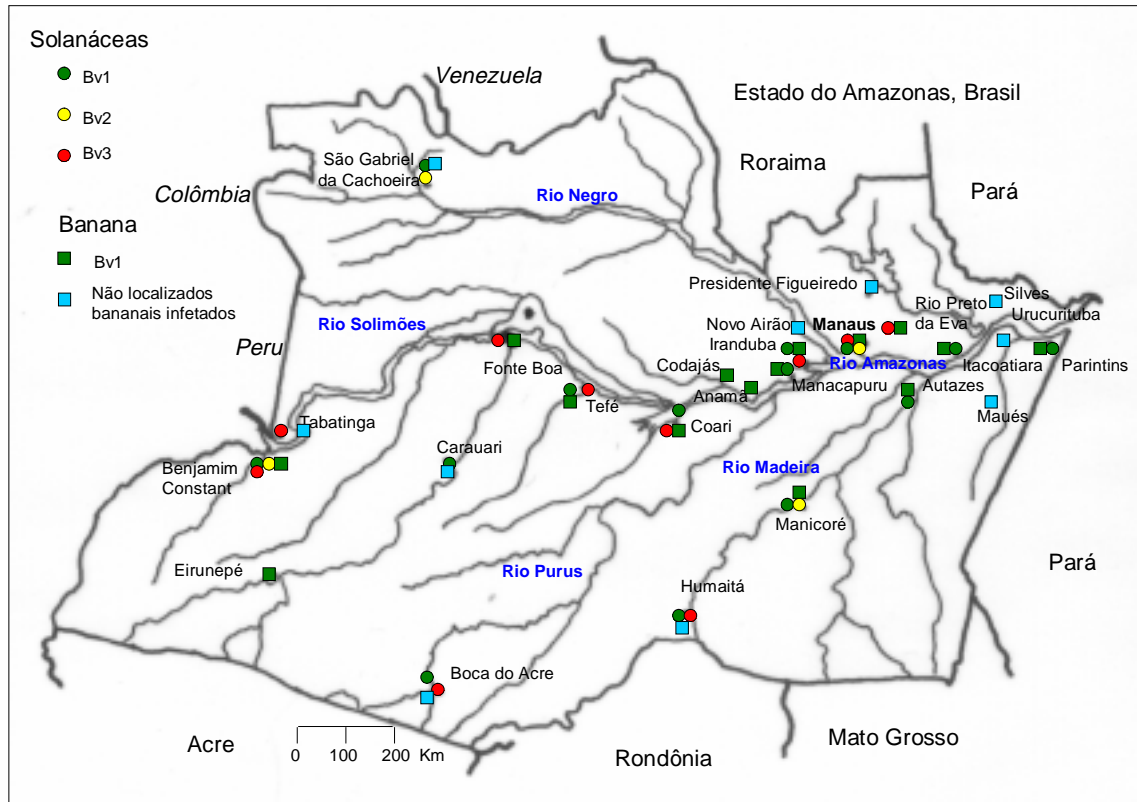 Solanáceas
Bv1
Bv2
Bv3
Banana
Bv1
Não localizados
bananais infetados
Venezuela
Estado do Amazonas, Brasil
Roraima
Pará
Colômbia
São Gabriel
da Cachoeira
Rio Negro
Presidente Figueiredo
Rio Preto
da Eva
Silves
Urucurituba
Novo Airão
Manaus
Iranduba
Rio Solimões
Peru
Fonte Boa
Codajás
Rio Amazonas
Itacoatiara
Parintins
Manacapuru
Autazes
Anamã
Tefé
Maués
Tabatinga
Coari
Carauari
Benjamim
Constant
Rio Madeira
Manicoré
Eirunepé
Rio Purus
Pará
Humaitá
Boca do Acre
Acre
0 100 200 Km
Rondônia
Mato Grosso